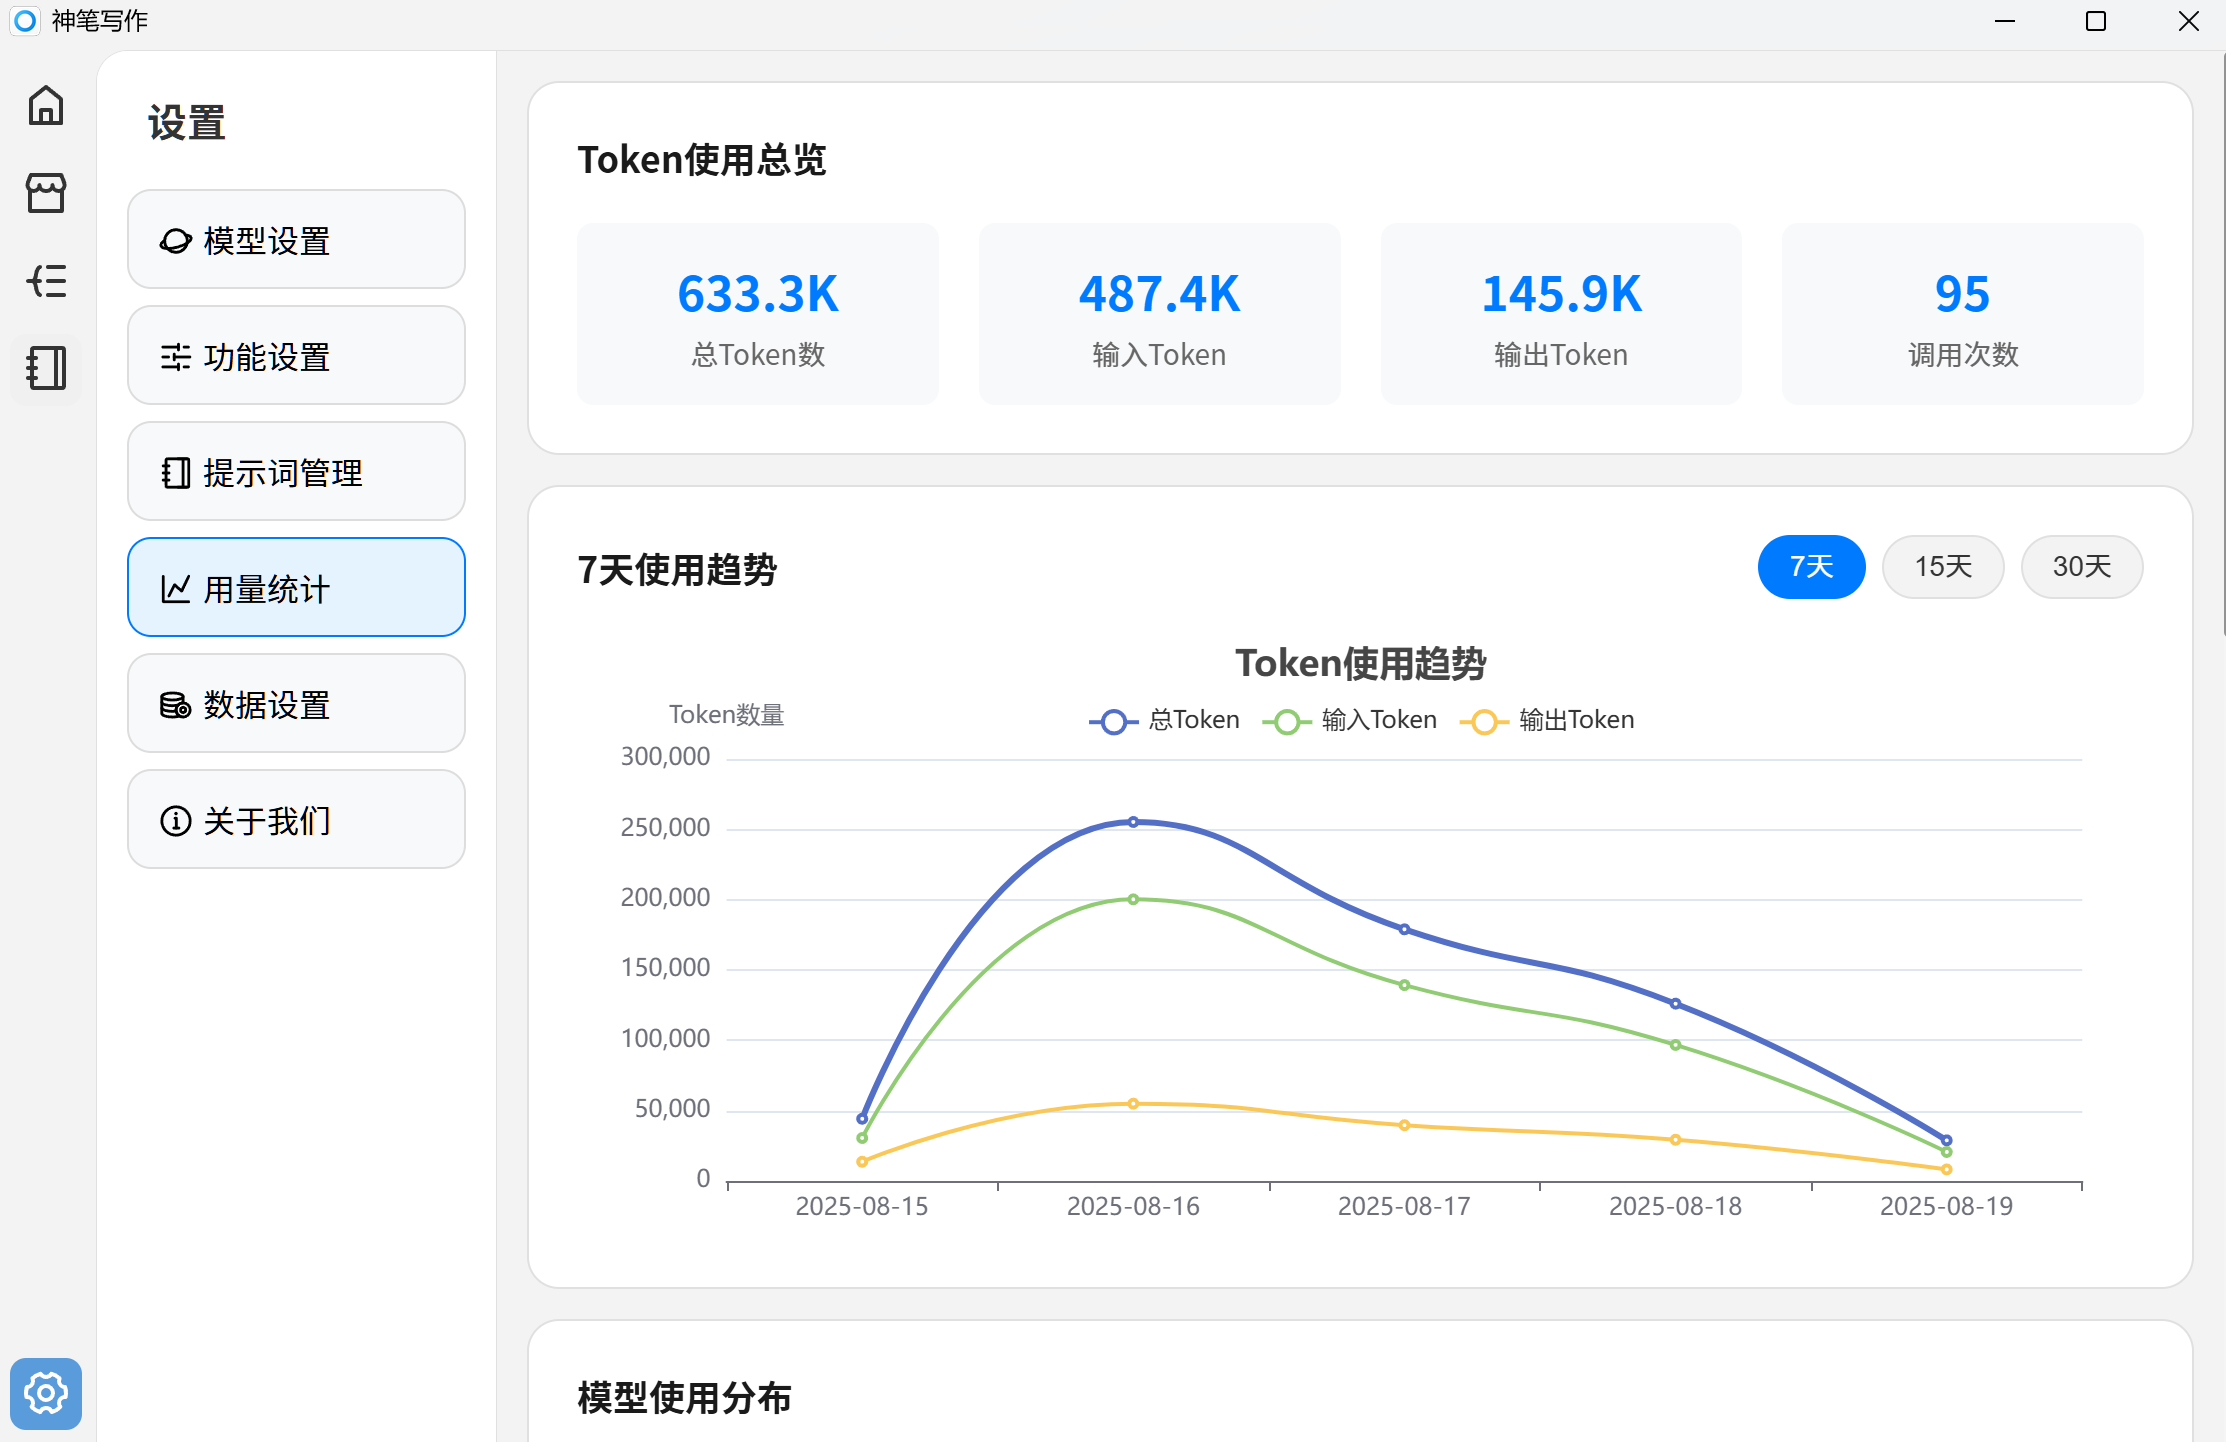 神笔写作
设置
模型设置
功能设置
提示词管理
用量统计
数据设置
关于我们
Token使用总览
633.3K
总Token数
487.4K
输入Token
145.9K
输出Token
95
调用次数
7天使用趋势
7天
15天
30天
Token使用趋势
Token数量
总Token
输入Token
输出Token
300,000
250,000
200,000
150,000
100,000
50,000
0
2025-08-15
2025-08-16
2025-08-17
2025-08-18
2025-08-19
模型使用分布